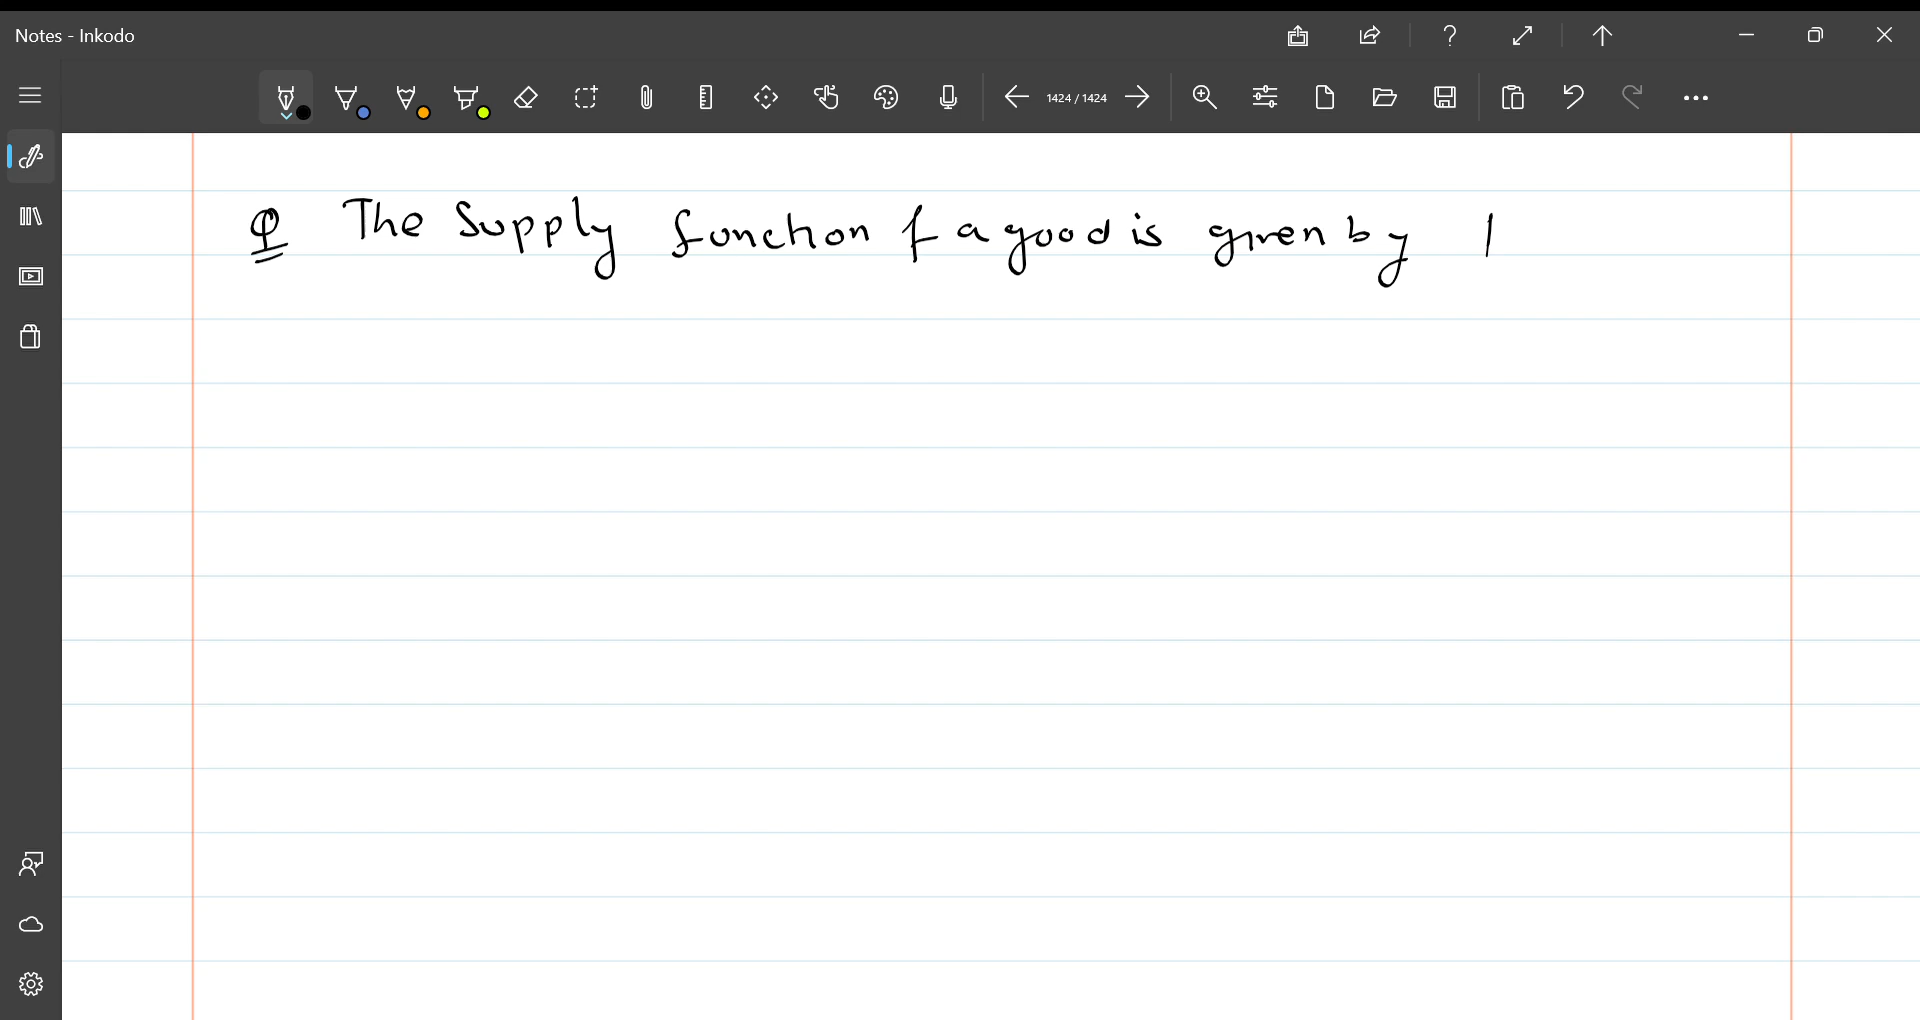 Notes - Inkodo
1424 / 1424
Q The Supply function f a good is given by